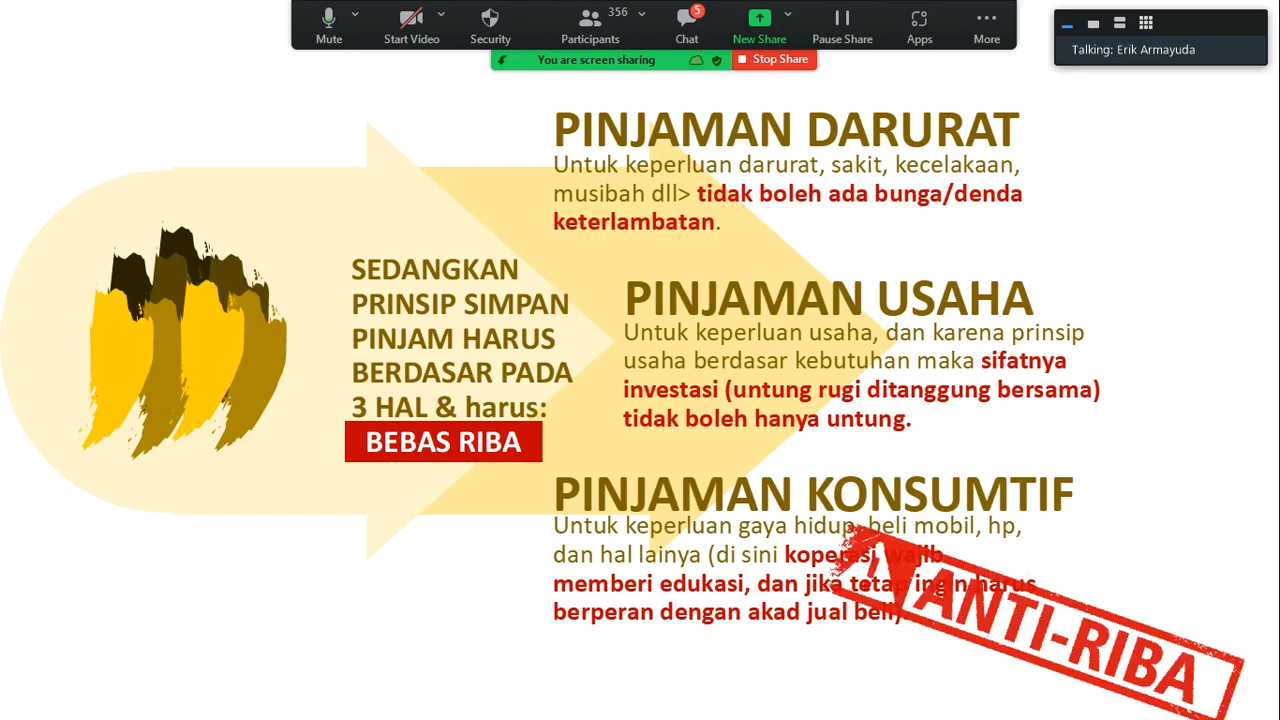 356
5
Mute
Start Video
Security
Participants
Chat
New Share
Pause Share
Apps
More
You are screen sharing
Stop Share
Talking: Erik Armayuda
SEDANGKAN
PRINSIP SIMPAN
PINJAM HARUS
BERDASAR PADA
3 HAL & harus:
BEBAS RIBA
PINJAMAN DARURAT
Untuk keperluan darurat, sakit, kecelakaan,
musibah dll> tidak boleh ada bunga/denda
keterlambatan.
PINJAMAN USAHA
Untuk keperluan usaha, dan karena prinsip
usaha berdasar kebutuhan maka sifatnya
investasi (untung rugi ditanggung bersama)
tidak boleh hanya untung.
PINJAMAN KONSUMTIF
Untuk keperluan gaya hidup, beli mobil, hp,
dan hal lainya (di sini koperasi wajib
memberi edukasi, dan jika tetap ingin harus
berperan dengan akad jual beli).
ANTI-RIBA